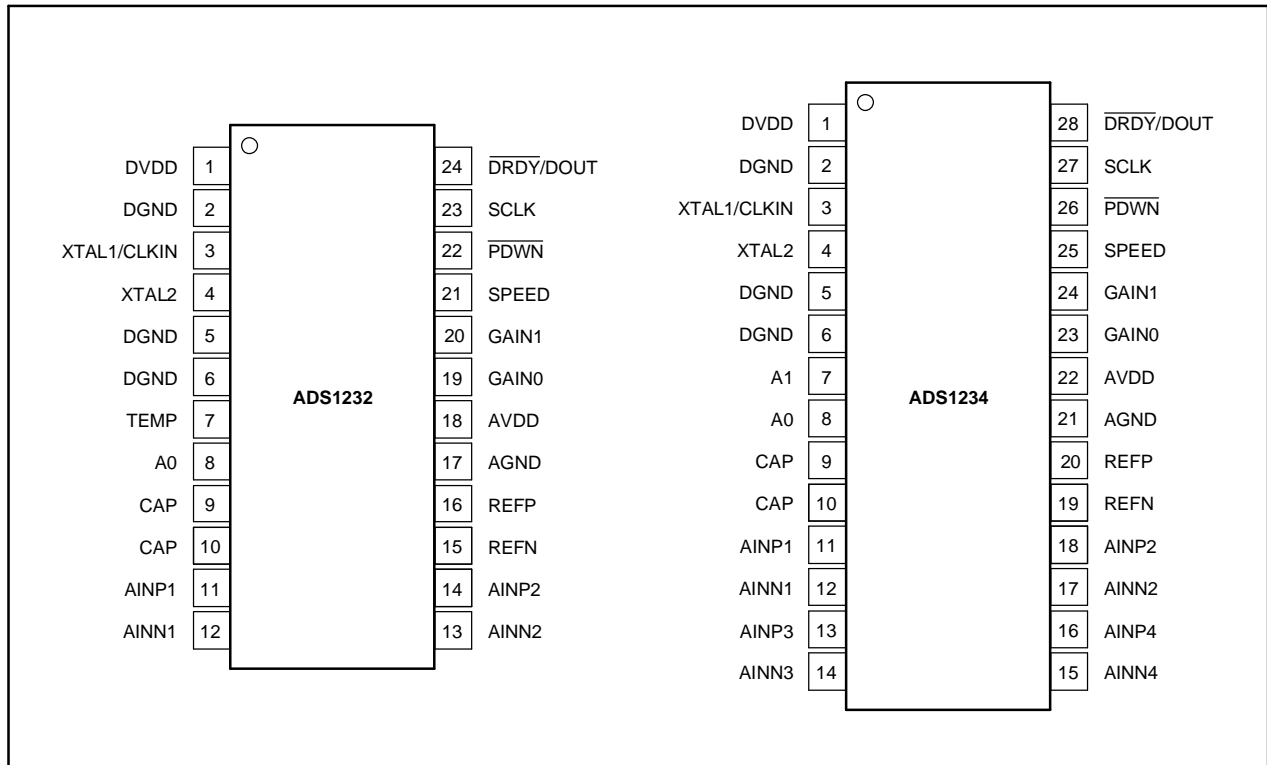 DVDD 1 24 DRDY/DOUT
DGND 2 23 SCLK
XTAL1/CLKIN 3 22 PDWN
XTAL2 4 21 SPEED
DGND 5 20 GAIN1
DGND 6 19 GAIN0
ADS1232
TEMP 7 18 AVDD
A0 8 17 AGND
CAP 9 16 REFP
CAP 10 15 REFN
AINP1 11 14 AINP2
AINN1 12 13 AINN2
DVDD 1 28 DRDY/DOUT
DGND 2 27 SCLK
XTAL1/CLKIN 3 26 PDWN
XTAL2 4 25 SPEED
DGND 5 24 GAIN1
DGND 6 23 GAIN0
A1 7 22 AVDD
ADS1234
A0 8 21 AGND
CAP 9 20 REFP
CAP 10 19 REFN
AINP1 11 18 AINP2
AINN1 12 17 AINN2
AINP3 13 16 AINP4
AINN3 14 15 AINN4